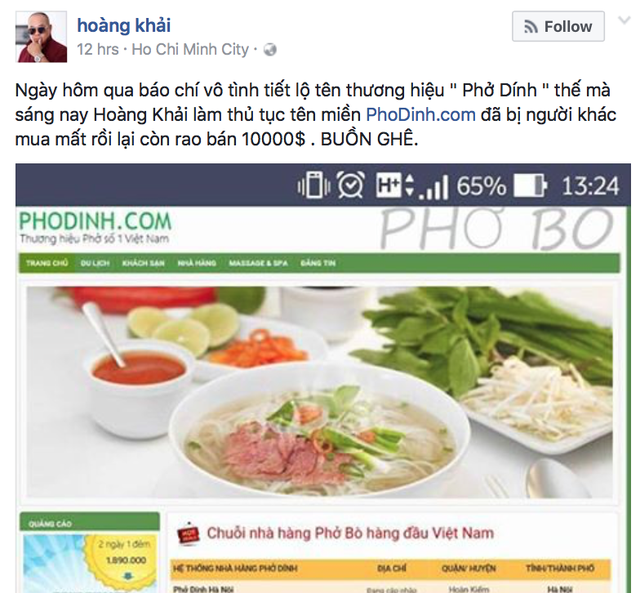 hoàng khải
12 hrs · Ho Chi Minh City ·
Follow
Ngày hôm qua báo chí vô tình tiết lộ tên thương hiệu " Phở Dính " thế mà
sáng nay Hoàng Khải làm thủ tục tên miền PhoDinh.com đã bị người khác
mua mất rồi lại còn rao bán 10000$ . BUỒN GHÊ.
H+ 65% 13:24
PHODINH.COM
Thương hiệu Phở số 1 Việt Nam
PHỞ BÒ
TRANG CHỦ DU LỊCH KHÁCH SẠN NHÀ HÀNG MASSAGE & SPA ĐĂNG TIN
QUẢNG CÁO
2 ngày 1 đêm
1.890.000
Chuỗi nhà hàng Phở Bò hàng đầu Việt Nam
HỆ THỐNG NHÀ HÀNG PHỞ DÍNH ĐỊA CHỈ QUẬN/ HUYỆN TỈNH/THÀNH PHỐ
Phở Dính Hà Nội Đang cập nhập Hoàn Kiếm Hà Nội